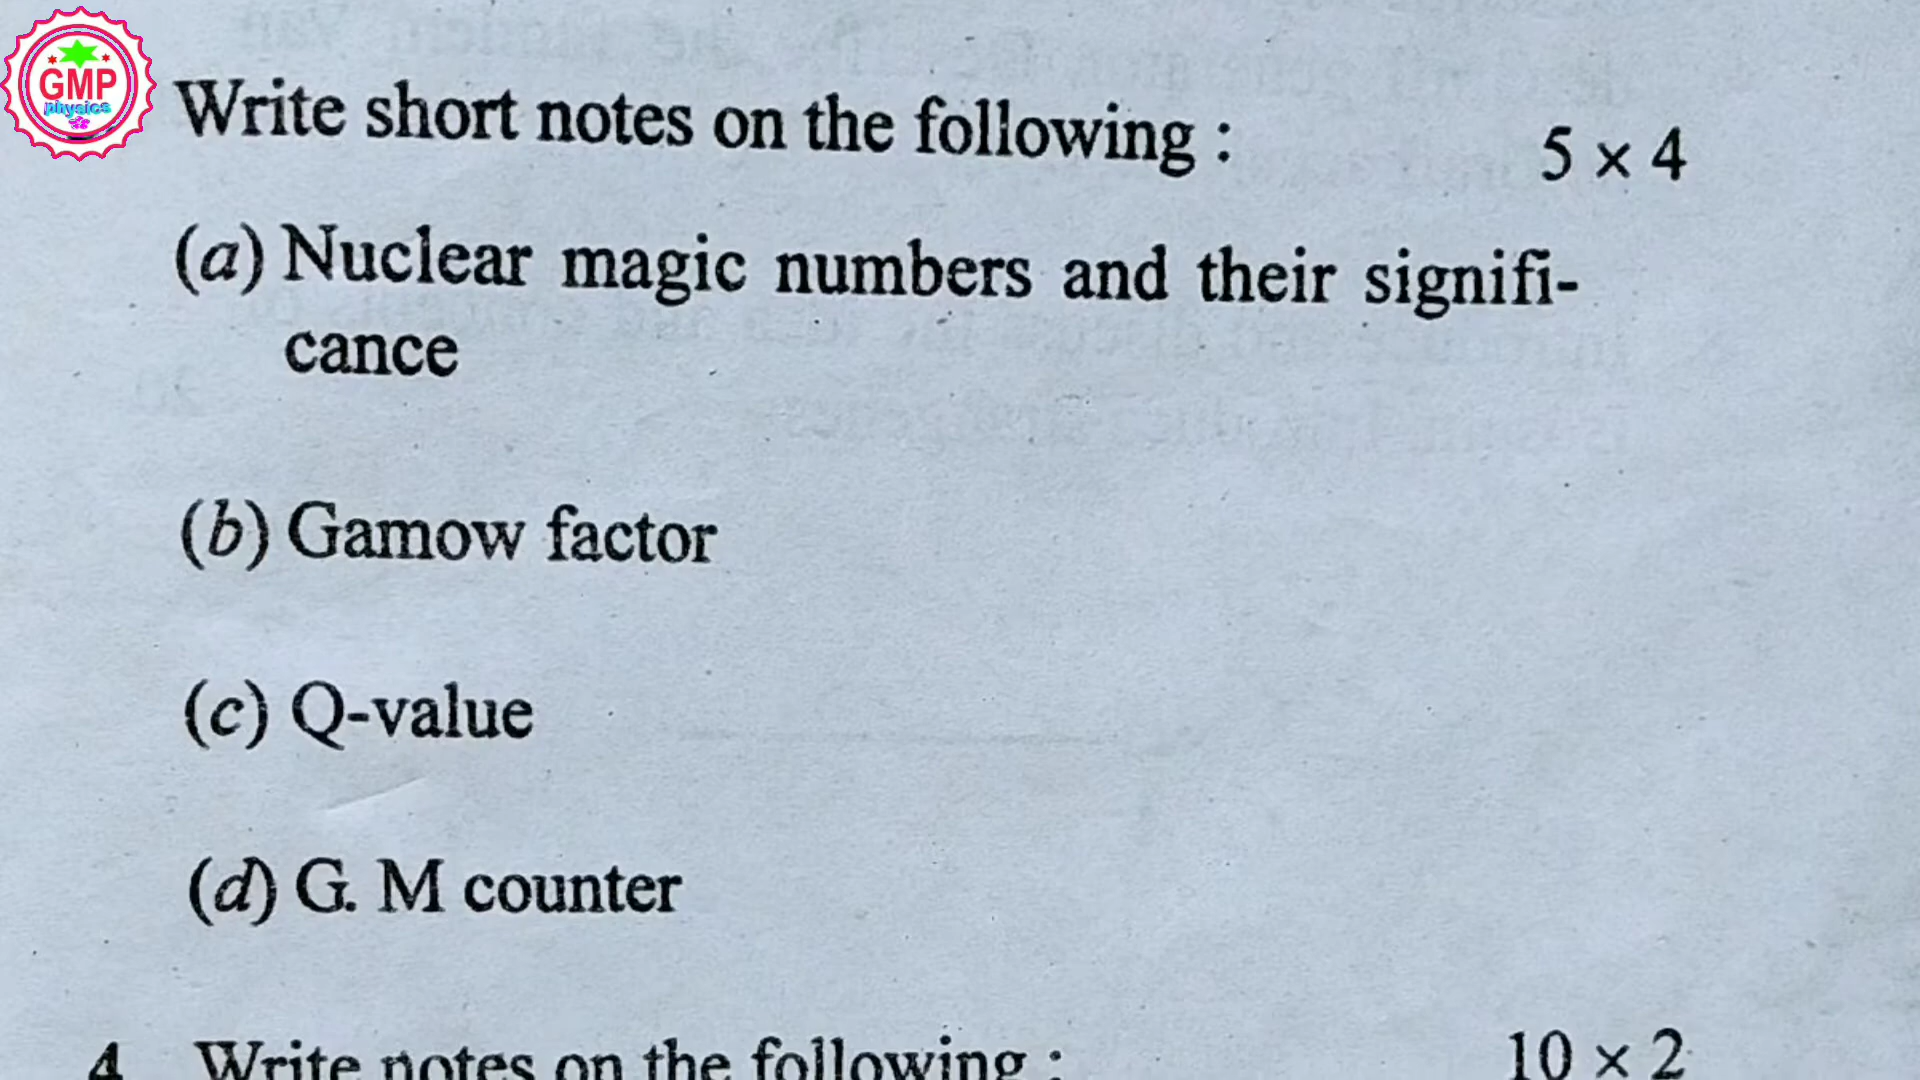 GMP
physics
Write short notes on the following : 5 × 4
(a) Nuclear magic numbers and their signifi-
cance
(b) Gamow factor
(c) Q-value
(d) G. M counter
4 Write notes on the following : 10 × 2